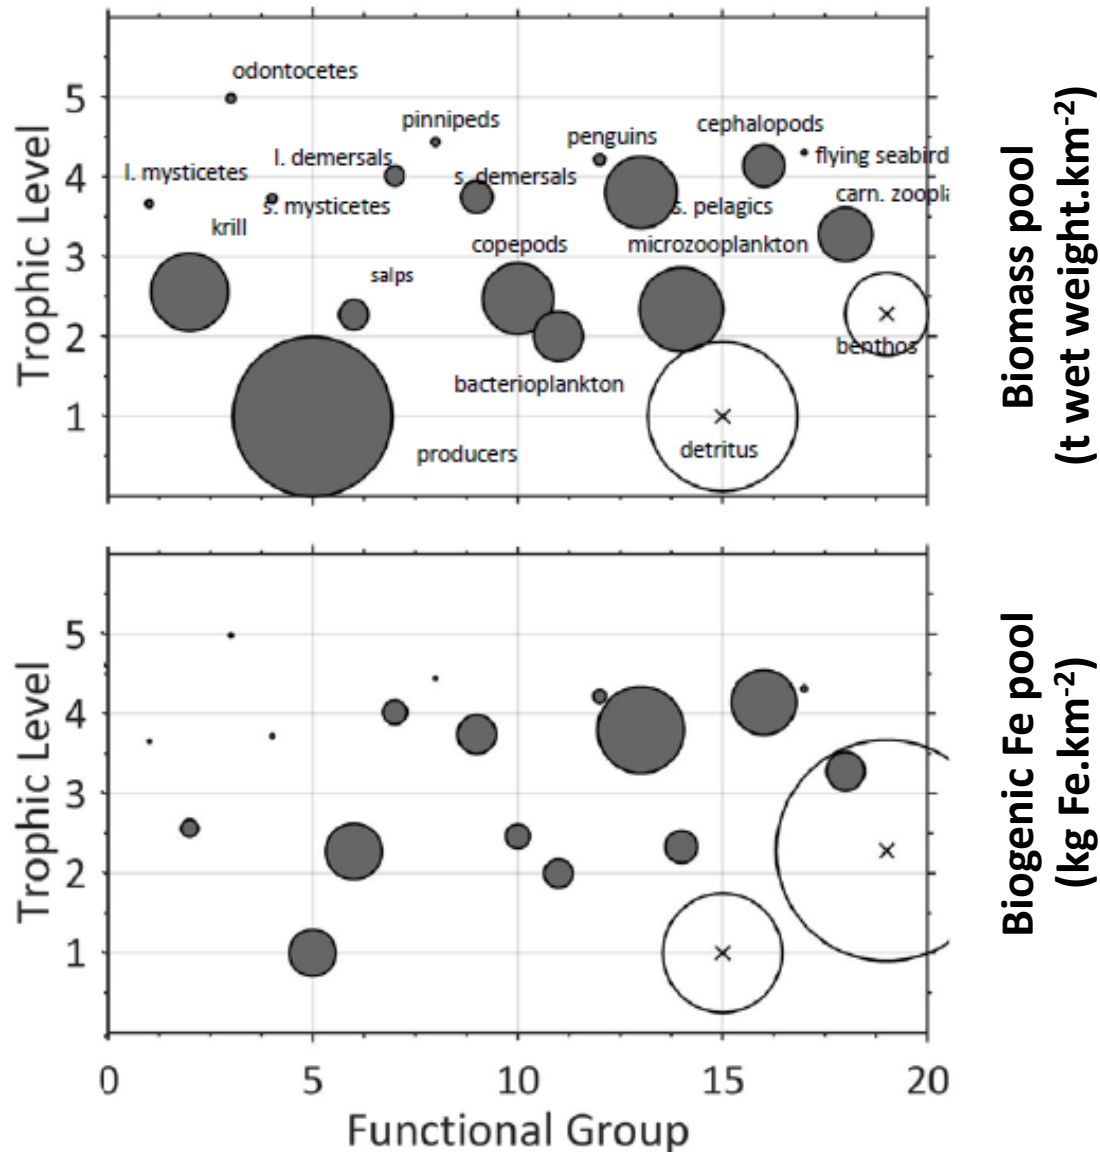 odontocetes
5
pinnipeds
cephalopods
penguins
l. demersals
flying seabird
l. mysticetes
4
s. demersals
carn. zoopla
s. mysticetes
s. pelagics
krill
copepods
microzooplankton
3
salps
2
benthos
bacterioplankton
1
producers
detritus
Trophic Level
Biomass pool
(t wet weight.km-2)
5
4
3
2
1
Trophic Level
Biogenic Fe pool
(kg Fe.km-2)
0 5 10 15 20
Functional Group